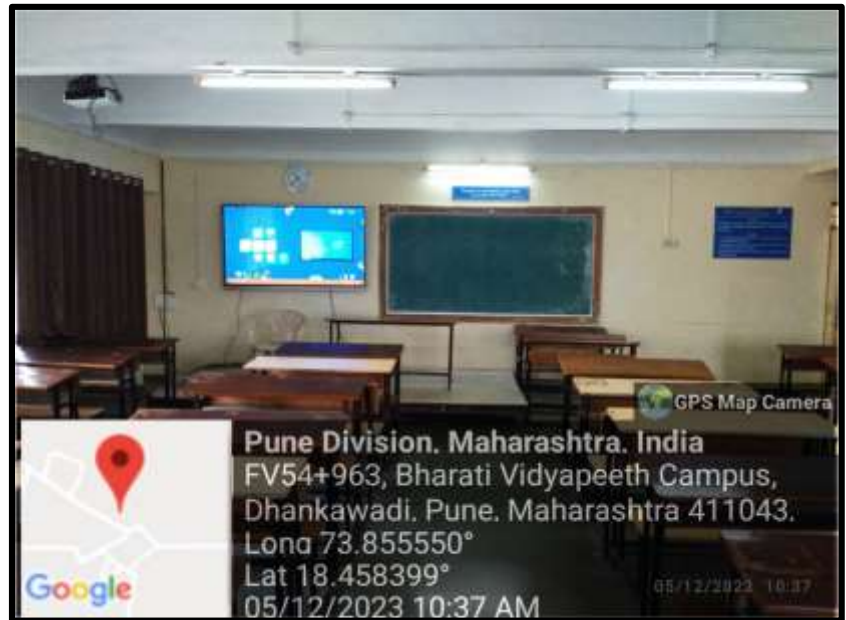 GPS Map Camera
Pune Division. Maharashtra. India
FV54+963, Bharati Vidyapeeth Campus,
Dhankawadi. Pune. Maharashtra 411043.
Long 73.855550°
Lat 18.458399°
05/12/2023 10:37 AM
Google
05/12/2023 10:37